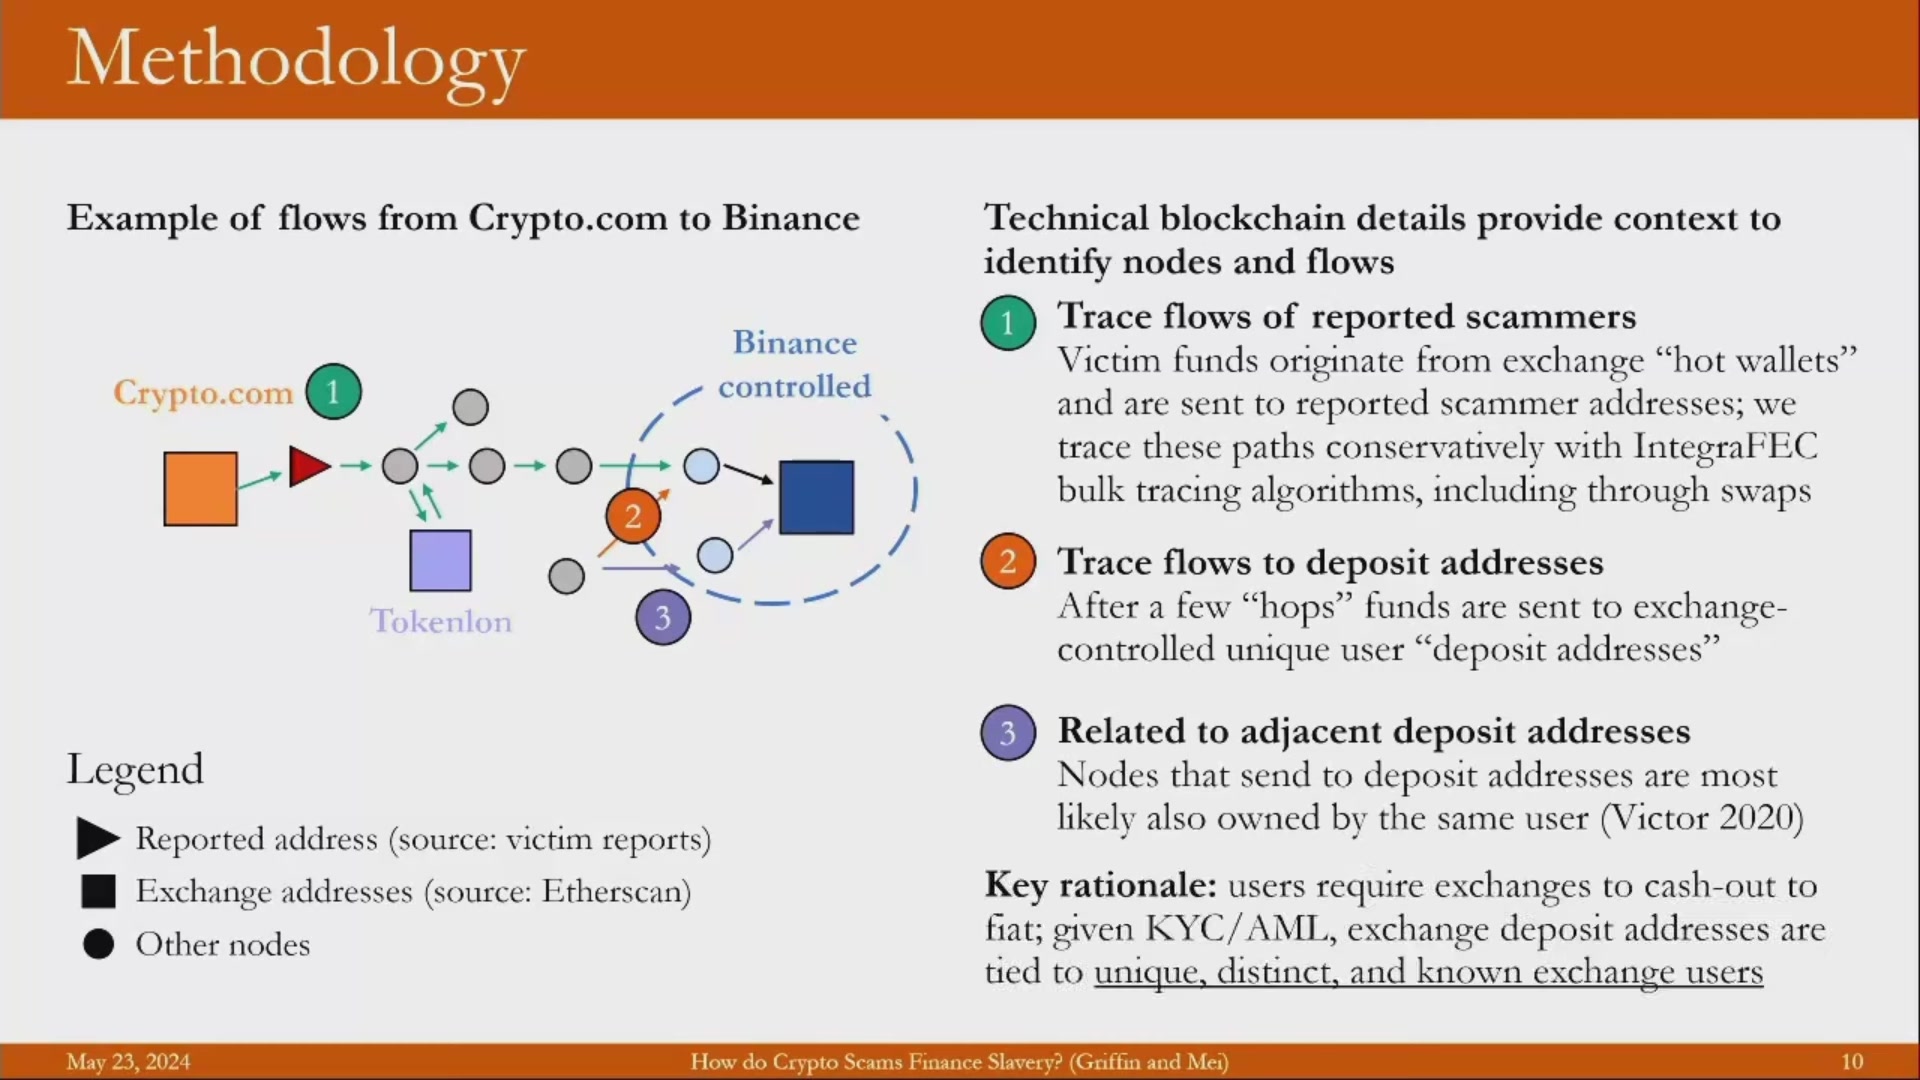 Methodology
Example of flows from Crypto.com to Binance
Binance
controlled
Crypto.com
1
2
3
Tokenlon
Legend
Reported address (source: victim reports)
Exchange addresses (source: Etherscan)
Other nodes
Technical blockchain details provide context to
identify nodes and flows
1
Trace flows of reported scammers
Victim funds originate from exchange “hot wallets”
and are sent to reported scammer addresses; we
trace these paths conservatively with IntegraFEC
bulk tracing algorithms, including through swaps
2
Trace flows to deposit addresses
After a few “hops” funds are sent to exchange-
controlled unique user “deposit addresses”
3
Related to adjacent deposit addresses
Nodes that send to deposit addresses are most
likely also owned by the same user (Victor 2020)
Key rationale: users require exchanges to cash-out to
fiat; given KYC/AML, exchange deposit addresses are
tied to unique, distinct, and known exchange users
May 23, 2024
How do Crypto Scams Finance Slavery? (Griffin and Mei)
10